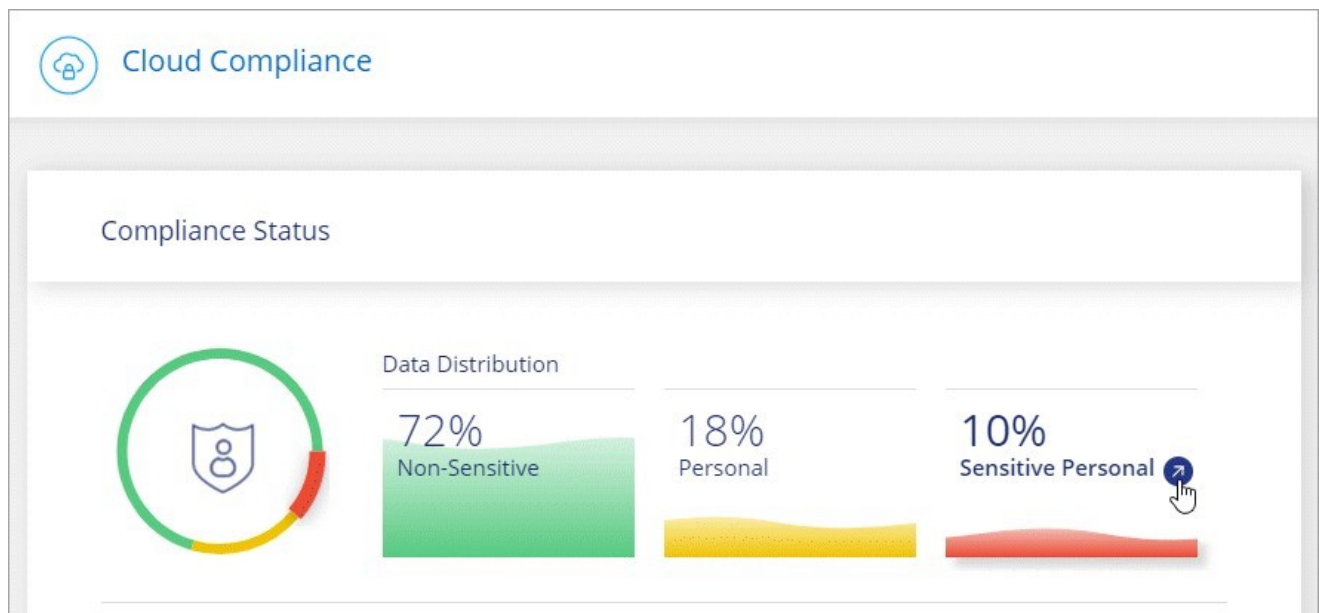 Cloud Compliance
Compliance Status
Data Distribution
72%
Non-Sensitive
18%
Personal
10%
Sensitive Personal